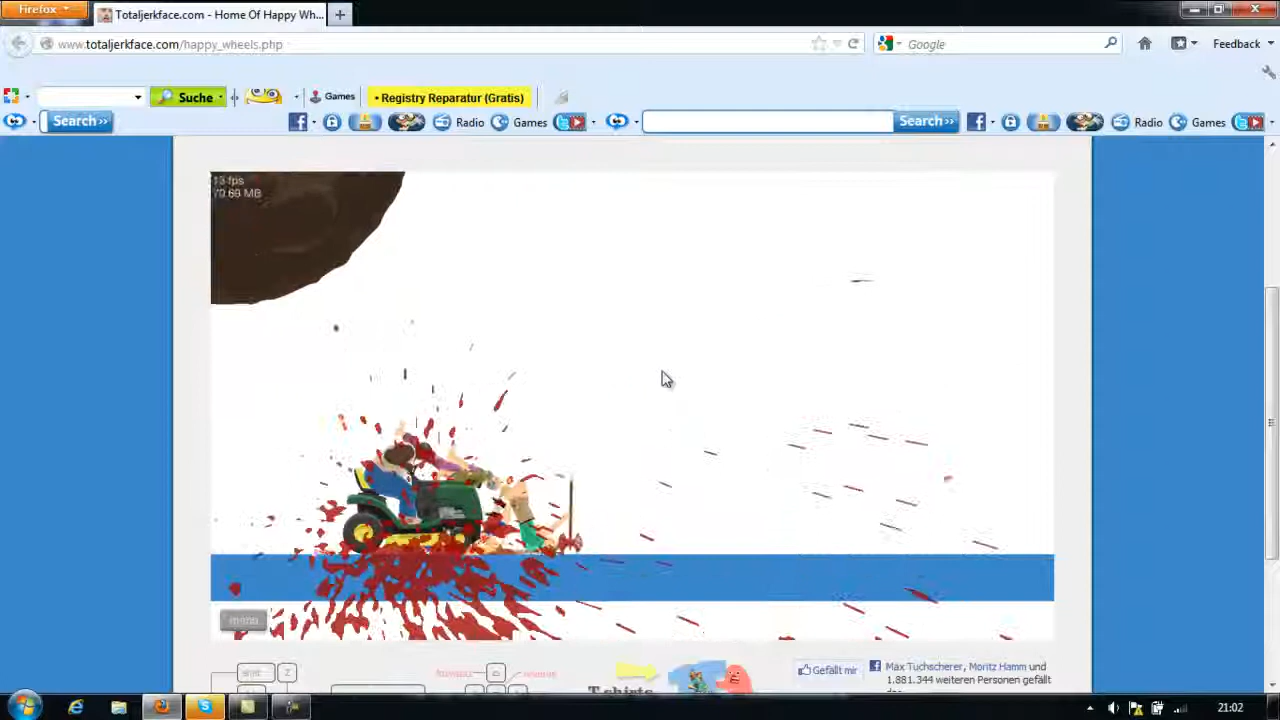 Firefox
Totaljerkface.com - Home Of Happy Wh...
www.totaljerkface.com/happy_wheels.php
Google
Feedback
Suche
Games
• Registry Reparatur (Gratis)
Search>>
Radio
Games
Search>>
Radio
Games
13 fps
79.69 MB
menu
Z
T-shirts
Gefällt mir
Max Tuchscherer, Moritz Hamm und
1.881.344 weiteren Personen gefällt
21:02